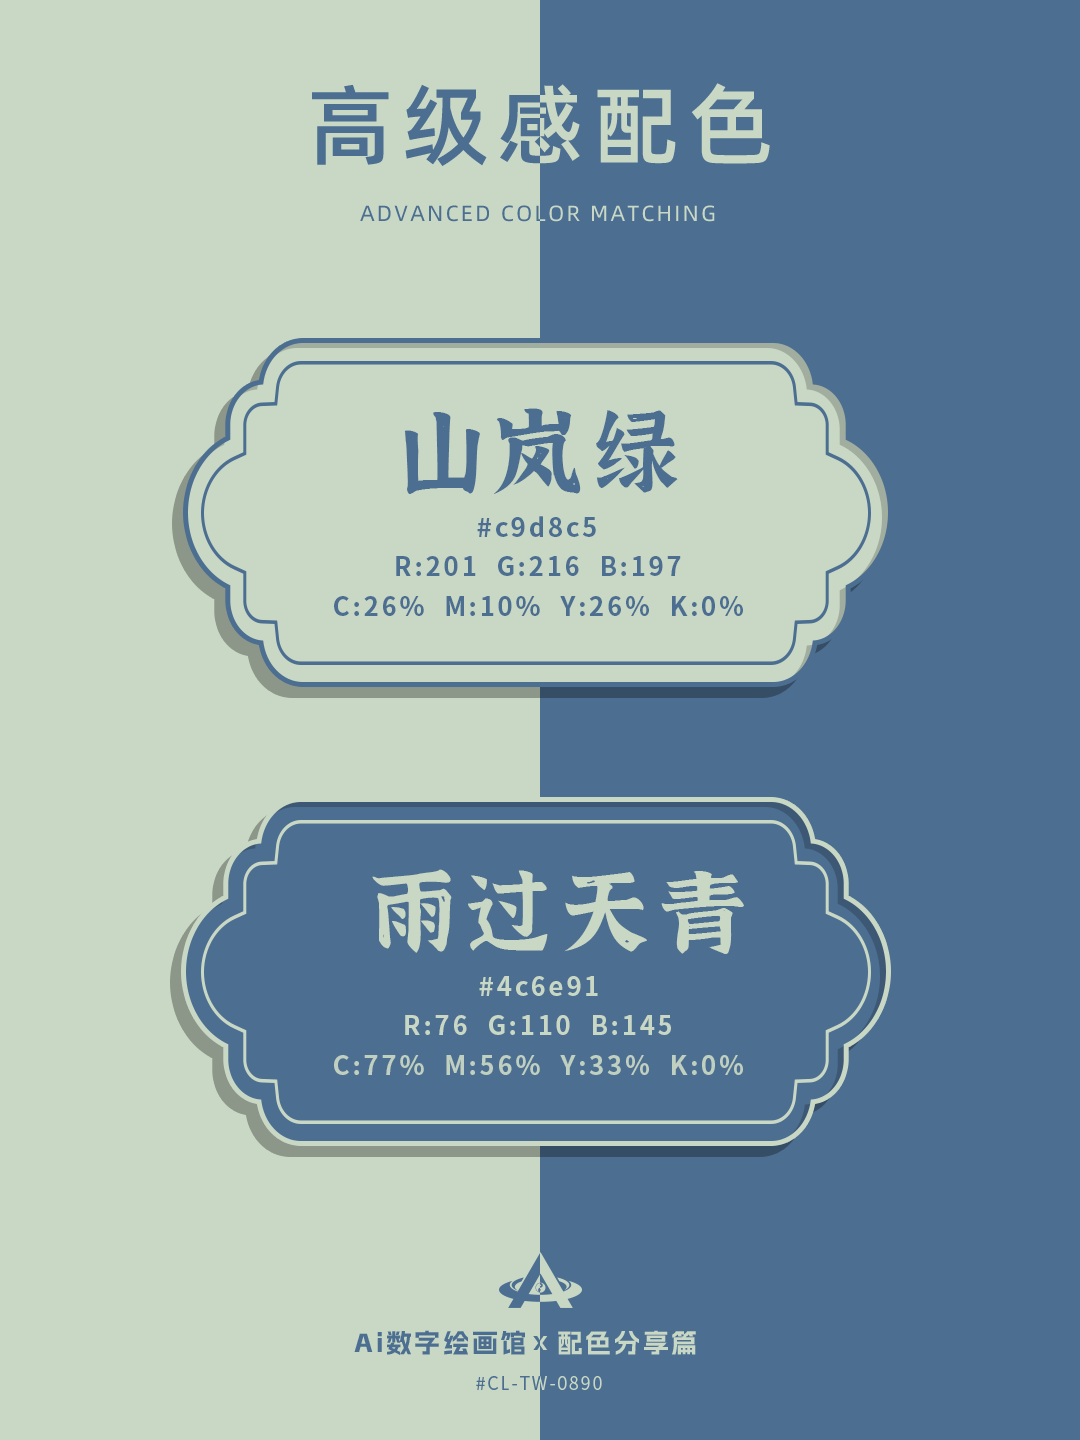 高级感配色
ADVANCED COLOR MATCHING
山岚绿
#c9d8c5
R:201 G:216 B:197
C:26% M:10% Y:26% K:0%
雨过天青
#4c6e91
R:76 G:110 B:145
C:77% M:56% Y:33% K:0%
Ai数字绘画馆 x 配色分享篇
#CL-TW-0890